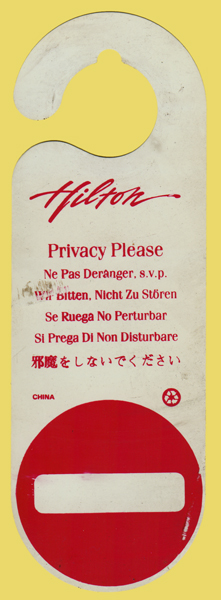 Hilton
Privacy Please
Ne Pas Deranger, s.v.p.
Wir Bitten, Nicht Zu Stören
Se Ruega No Perturbar
Si Prega Di Non Disturbare
邪魔をしないでください
CHINA